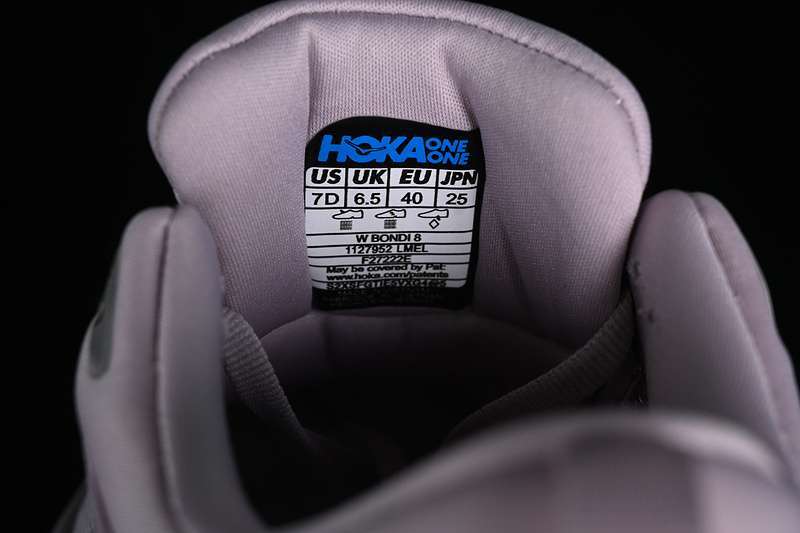 HOKA ONE ONE
US UK EU JPN
7D 6.5 40 25
W BONDI 8
1127952 LMEL
F27222E
May be covered by Pat:
www.hoka.com/patents